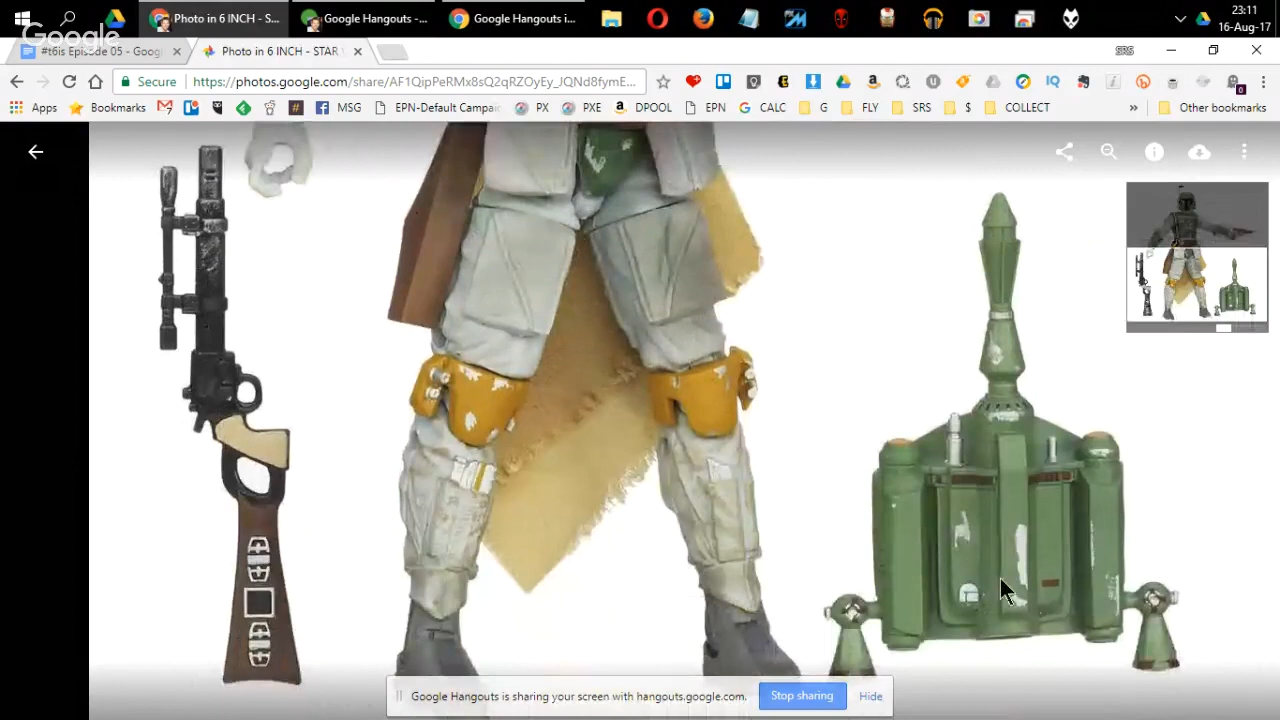 Photo in 6 INCH - S...
Google Hangouts -...
Google Hangouts i...
23:11
16-Aug-17
Google
#t6is Episode 05 - Googl
Photo in 6 INCH - STAR
SRS
Secure
https://photos.google.com/share/AF1QipPeRMx8sQ2qRZOyEy_JQNd8fymE...
Apps
Bookmarks
MSG
EPN-Default Campai
PX
PXE
DPOOL
EPN
CALC
G
FLY
SRS
$
COLLECT
»
Other bookmarks
Google Hangouts is sharing your screen with hangouts.google.com.
Stop sharing
Hide